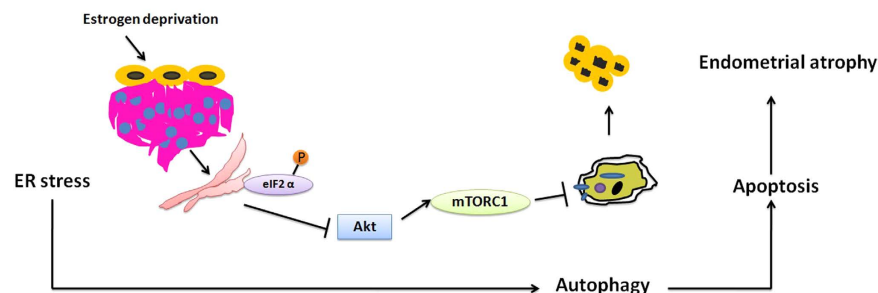 Estrogen deprivation
Endometrial atrophy
P
ER stress
eIF2 α
Apoptosis
mTORC1
Akt
Autophagy